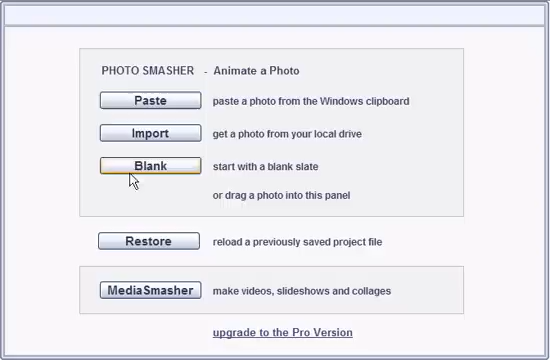 PHOTO SMASHER - Animate a Photo
Paste paste a photo from the Windows clipboard
Import get a photo from your local drive
Blank start with a blank slate
or drag a photo into this panel
Restore reload a previously saved project file
MediaSmasher make videos, slideshows and collages
upgrade to the Pro Version